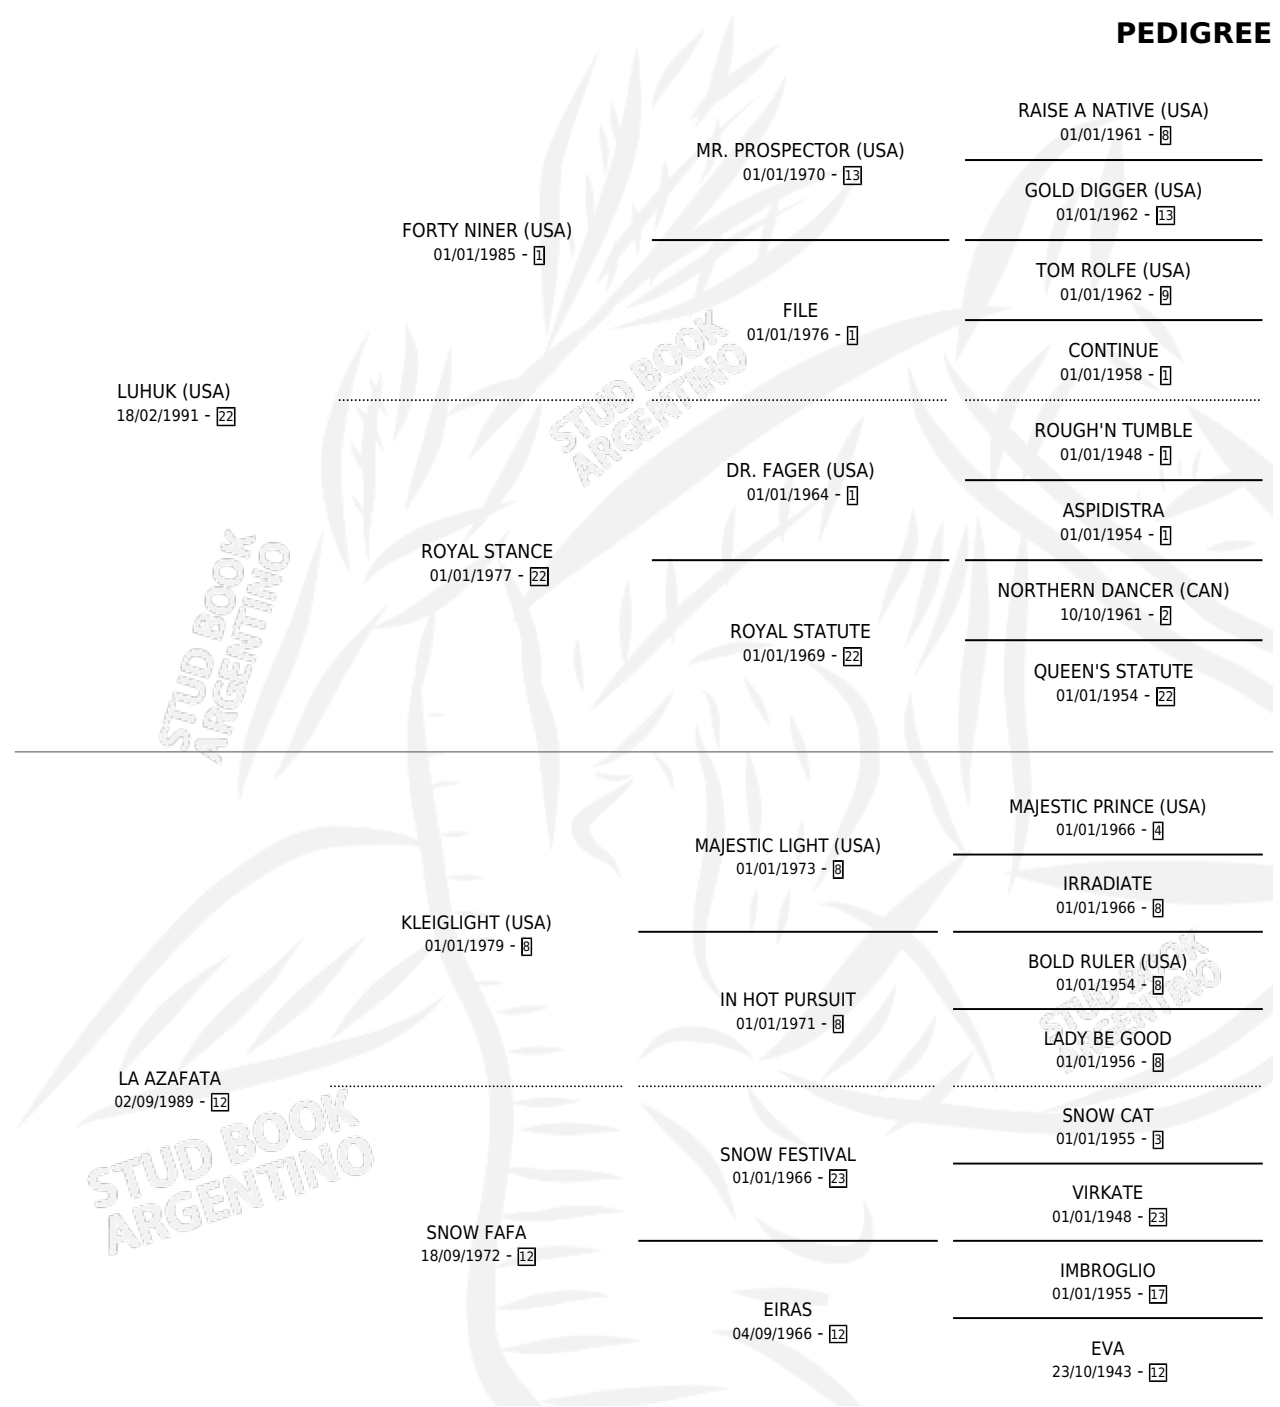 PEDIGREE
RAISE A NATIVE (USA)
01/01/1961 - 8
MR. PROSPECTOR (USA)
01/01/1970 - 13
GOLD DIGGER (USA)
01/01/1962 - 13
FORTY NINER (USA)
01/01/1985 - 1
TOM ROLFE (USA)
01/01/1962 - 9
FILE
01/01/1976 - 1
CONTINUE
01/01/1958 - 1
LUHUK (USA)
18/02/1991 - 22
ROUGH'N TUMBLE
01/01/1948 - 1
DR. FAGER (USA)
01/01/1964 - 1
ASPIDISTRA
01/01/1954 - 1
ROYAL STANCE
01/01/1977 - 22
NORTHERN DANCER (CAN)
10/10/1961 - 2
ROYAL STATUTE
01/01/1969 - 22
QUEEN'S STATUTE
01/01/1954 - 22
MAJESTIC PRINCE (USA)
01/01/1966 - 4
MAJESTIC LIGHT (USA)
01/01/1973 - 8
IRRADIATE
01/01/1966 - 8
KLEIGLIGHT (USA)
01/01/1979 - 8
BOLD RULER (USA)
01/01/1954 - 8
IN HOT PURSUIT
01/01/1971 - 8
LADY BE GOOD
01/01/1956 - 8
LA AZAFATA
02/09/1989 - 12
SNOW CAT
01/01/1955 - 3
SNOW FESTIVAL
01/01/1966 - 23
VIRKATE
01/01/1948 - 23
SNOW FAFA
18/09/1972 - 12
IMBROGLIO
01/01/1955 - 17
EIRAS
04/09/1966 - 12
EVA
23/10/1943 - 12
STUD BOOK
ARGENTINO
STUD BOOK
ARGENTINO
STUD BOOK
ARGENTINO
STUD BOOK
ARGENTINO